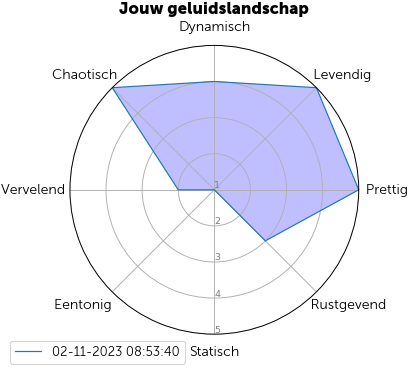 Jouw geluidslandschap
Dynamisch
Chaotisch
Levendig
Vervelend
1
Prettig
2
3
4
Eentonig
Rustgevend
5
02-11-2023 08:53:40
Statisch